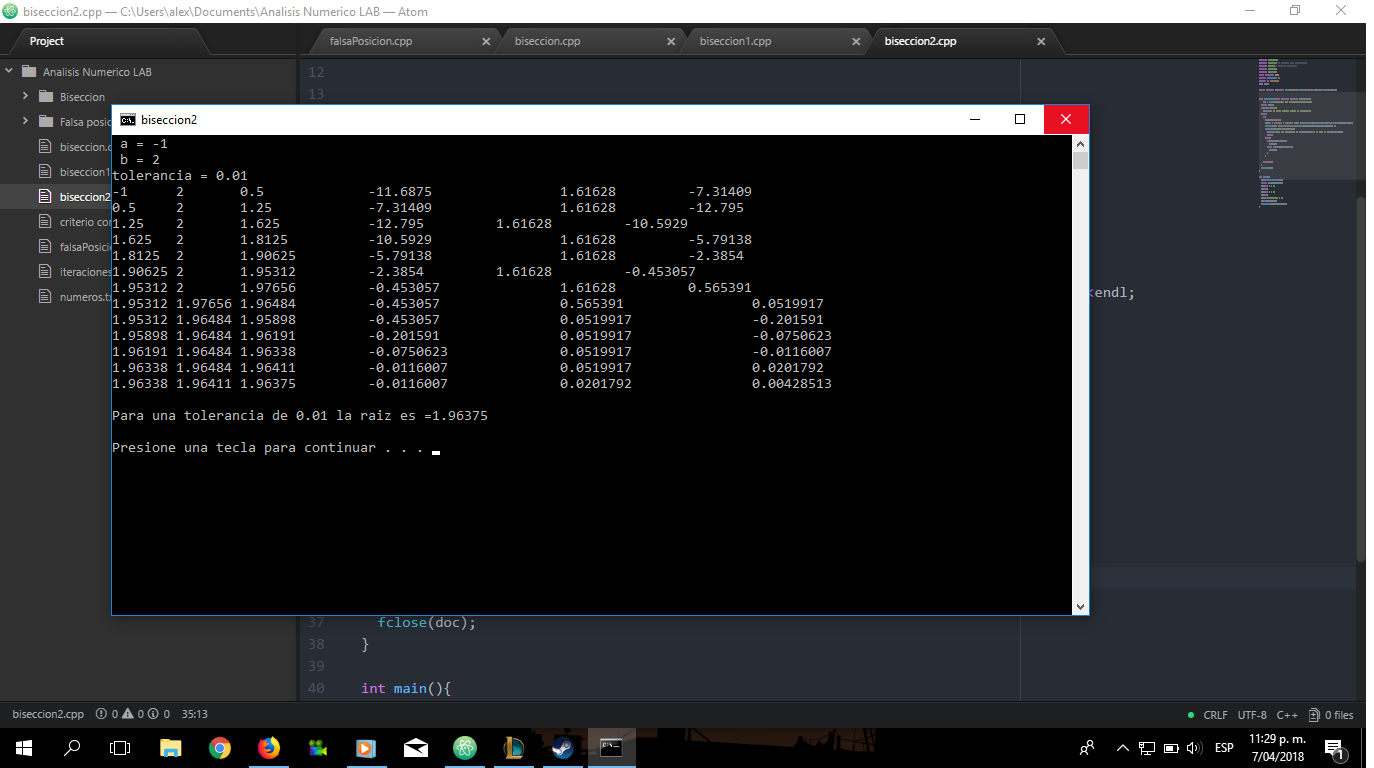 biseccion2.cpp — C:\Users\alex\Documents\Analisis Numerico LAB — Atom
Project
falsaPosicion.cpp
biseccion.cpp
biseccion1.cpp
biseccion2.cpp
Analisis Numerico LAB
Biseccion
Falsa posic
biseccion.c
biseccion1
biseccion2
criterio con
falsaPosicio
iteraciones
numeros.tx
12
13
biseccion2
a = -1
b = 2
tolerancia = 0.01
-1 2 0.5 -11.6875 1.61628 -7.31409
0.5 2 1.25 -7.31409 1.61628 -12.795
1.25 2 1.625 -12.795 1.61628 -10.5929
1.625 2 1.8125 -10.5929 1.61628 -5.79138
1.8125 2 1.90625 -5.79138 1.61628 -2.3854
1.90625 2 1.95312 -2.3854 1.61628 -0.453057
1.95312 2 1.97656 -0.453057 1.61628 0.565391
1.95312 1.97656 1.96484 -0.453057 0.565391 0.0519917
1.95312 1.96484 1.95898 -0.453057 0.0519917 -0.201591
1.95898 1.96484 1.96191 -0.201591 0.0519917 -0.0750623
1.96191 1.96484 1.96338 -0.0750623 0.0519917 -0.0116007
1.96338 1.96484 1.96411 -0.0116007 0.0519917 0.0201792
1.96338 1.96411 1.96375 -0.0116007 0.0201792 0.00428513
Para una tolerancia de 0.01 la raiz es =1.96375
Presione una tecla para continuar . . .
<endl;
37 fclose(doc);
38 }
39
40 int main(){
biseccion2.cpp 0 0 0 35:13
CRLF UTF-8 C++ 0 files
ESP
11:29 p. m.
7/04/2018
1